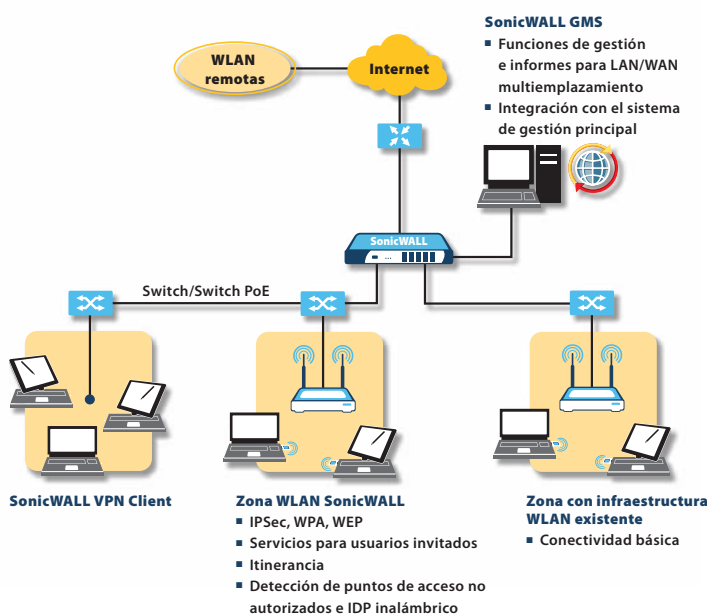 SonicWALL GMS
▪ Funciones de gestión
e informes para LAN/WAN
multiemplazamiento
▪ Integración con el sistema
de gestión principal
WLAN
remotas
Internet
SonicWALL
Switch/Switch PoE
SonicWALL VPN Client
Zona WLAN SonicWALL
▪ IPSec, WPA, WEP
▪ Servicios para usuarios invitados
▪ Itinerancia
▪ Detección de puntos de acceso no
autorizados e IDP inalámbrico
Zona con infraestructura
WLAN existente
▪ Conectividad básica